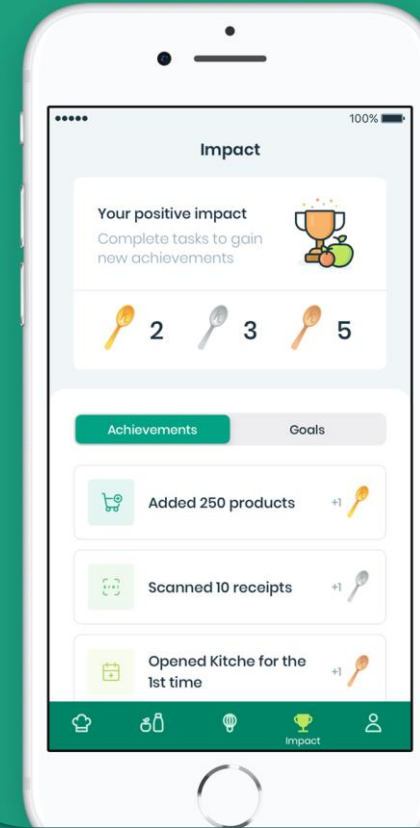 100%
Impact
Your positive impact
Complete tasks to gain
new achievements
2 3 5
Achievements Goals
Added 250 products +1
Scanned 10 receipts +1
Opened Kitche for the +1
1st time
Impact